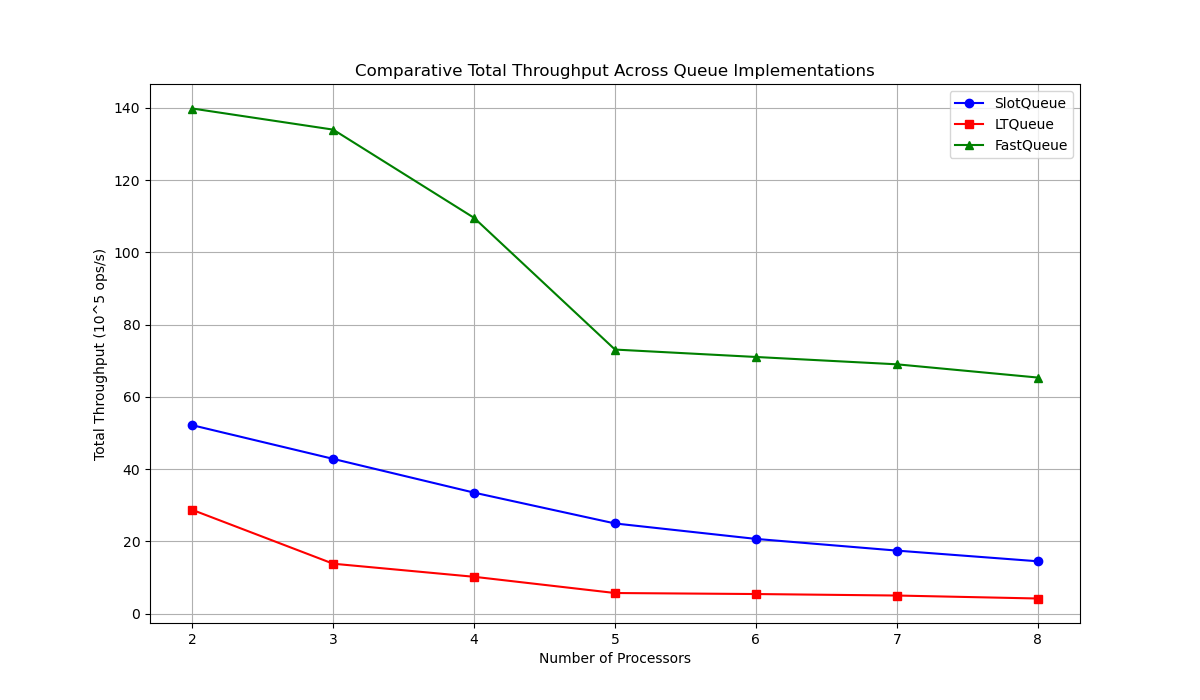 Comparative Total Throughput Across Queue Implementations
SlotQueue
LTQueue
FastQueue
Total Throughput (10^5 ops/s)
140
120
100
80
60
40
20
0
2 3 4 5 6 7 8
Number of Processors